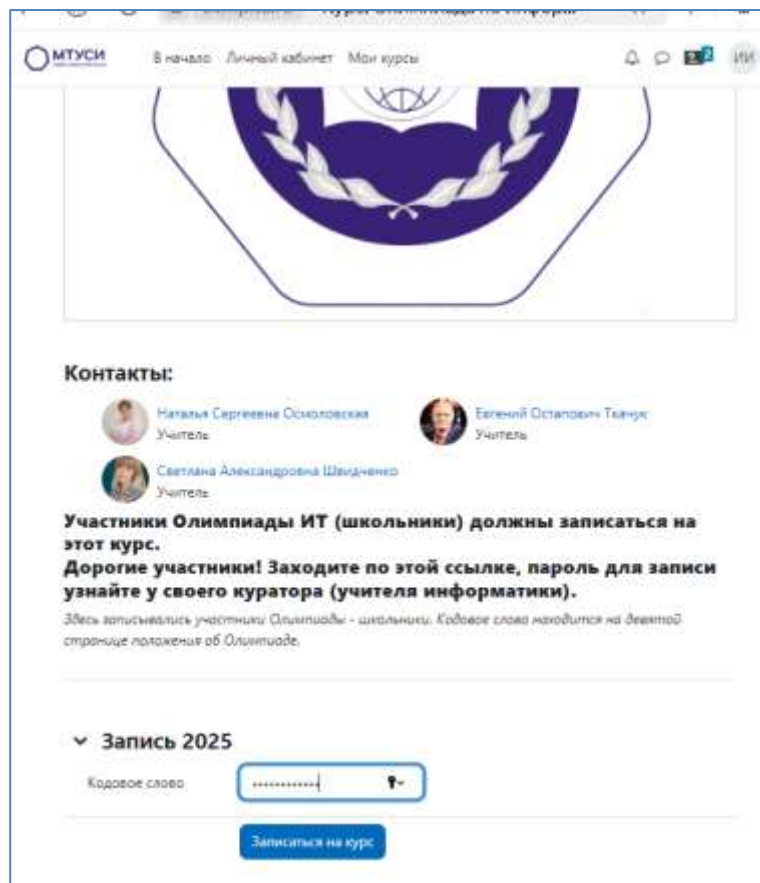 МТУСИ
В начало Личный кабинет Мои курсы
ИИ
Контакты:
Наталья Сергеевна Осмоловская
Учитель
Евгений Остапович Ткачук
Учитель
Светлана Александровна Швидченко
Учитель
Участники Олимпиады ИТ (школьники) должны записаться на
этот курс.
Дорогие участники! Заходите по этой ссылке, пароль для записи
узнайте у своего куратора (учителя информатики).
Здесь записывались участники Олимпиады - школьники. Кодовое слово находится на девятой
странице положения об Олимпиаде.
Запись 2025
Кодовое слово
Записаться на курс